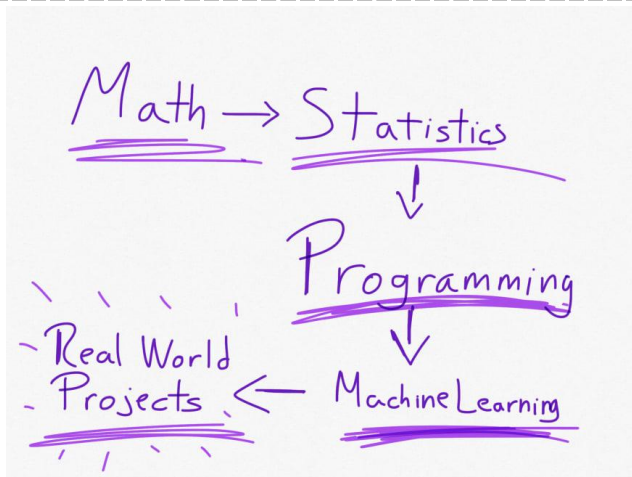 Math → Statistics
Programming
Real World
Projects ← Machine Learning